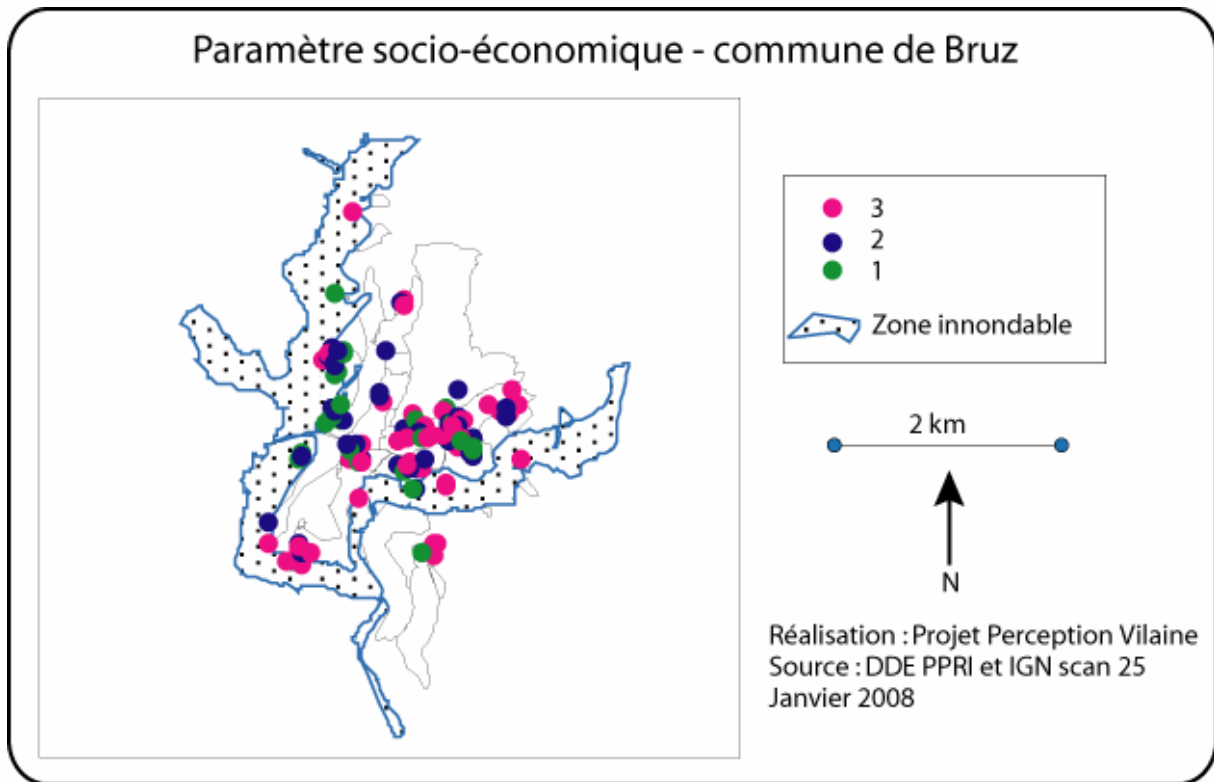 Paramètre socio-économique - commune de Bruz
3
2
1
Zone innondable
2 km
N
Réalisation : Projet Perception Vilaine
Source : DDE PPRI et IGN scan 25
Janvier 2008